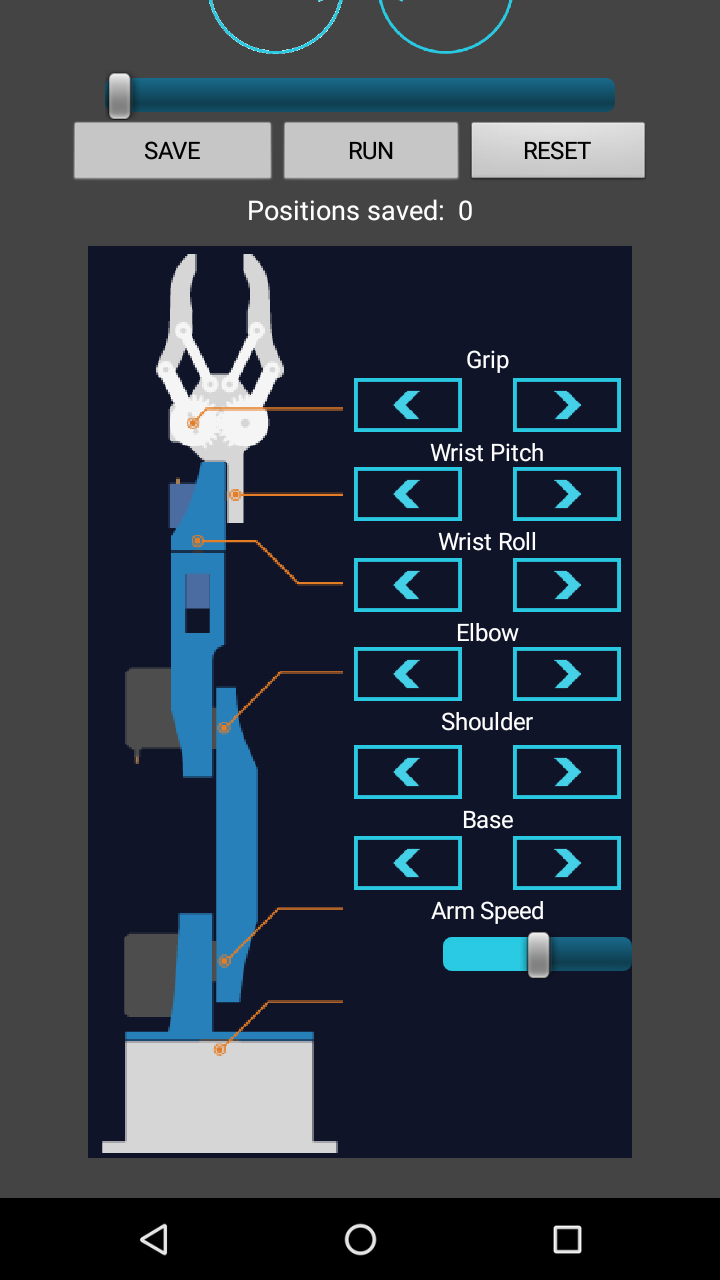 SAVE RUN RESET
Positions saved: 0
Grip
Wrist Pitch
Wrist Roll
Elbow
Shoulder
Base
Arm Speed